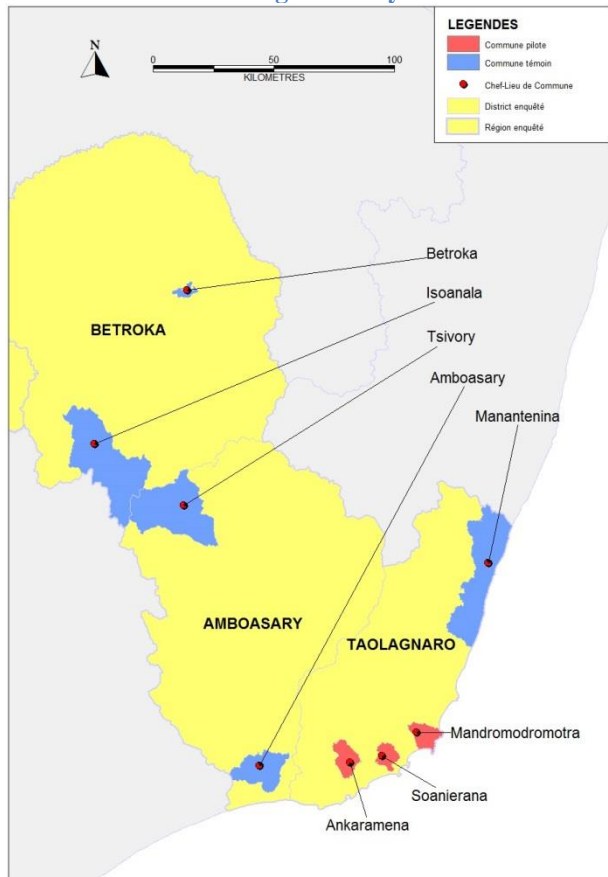 LEGENDES
Commune pilote
Commune témoin
Chef-Lieu de Commune
District enquêté
Région enquêté
N
0 50 100
KILOMETRES
Betroka
Isoanala
Tsivory
Amboasary
Manantenina
BETROKA
AMBOASARY
TAOLAGNARO
Mandromodromotra
Soanierana
Ankaramena